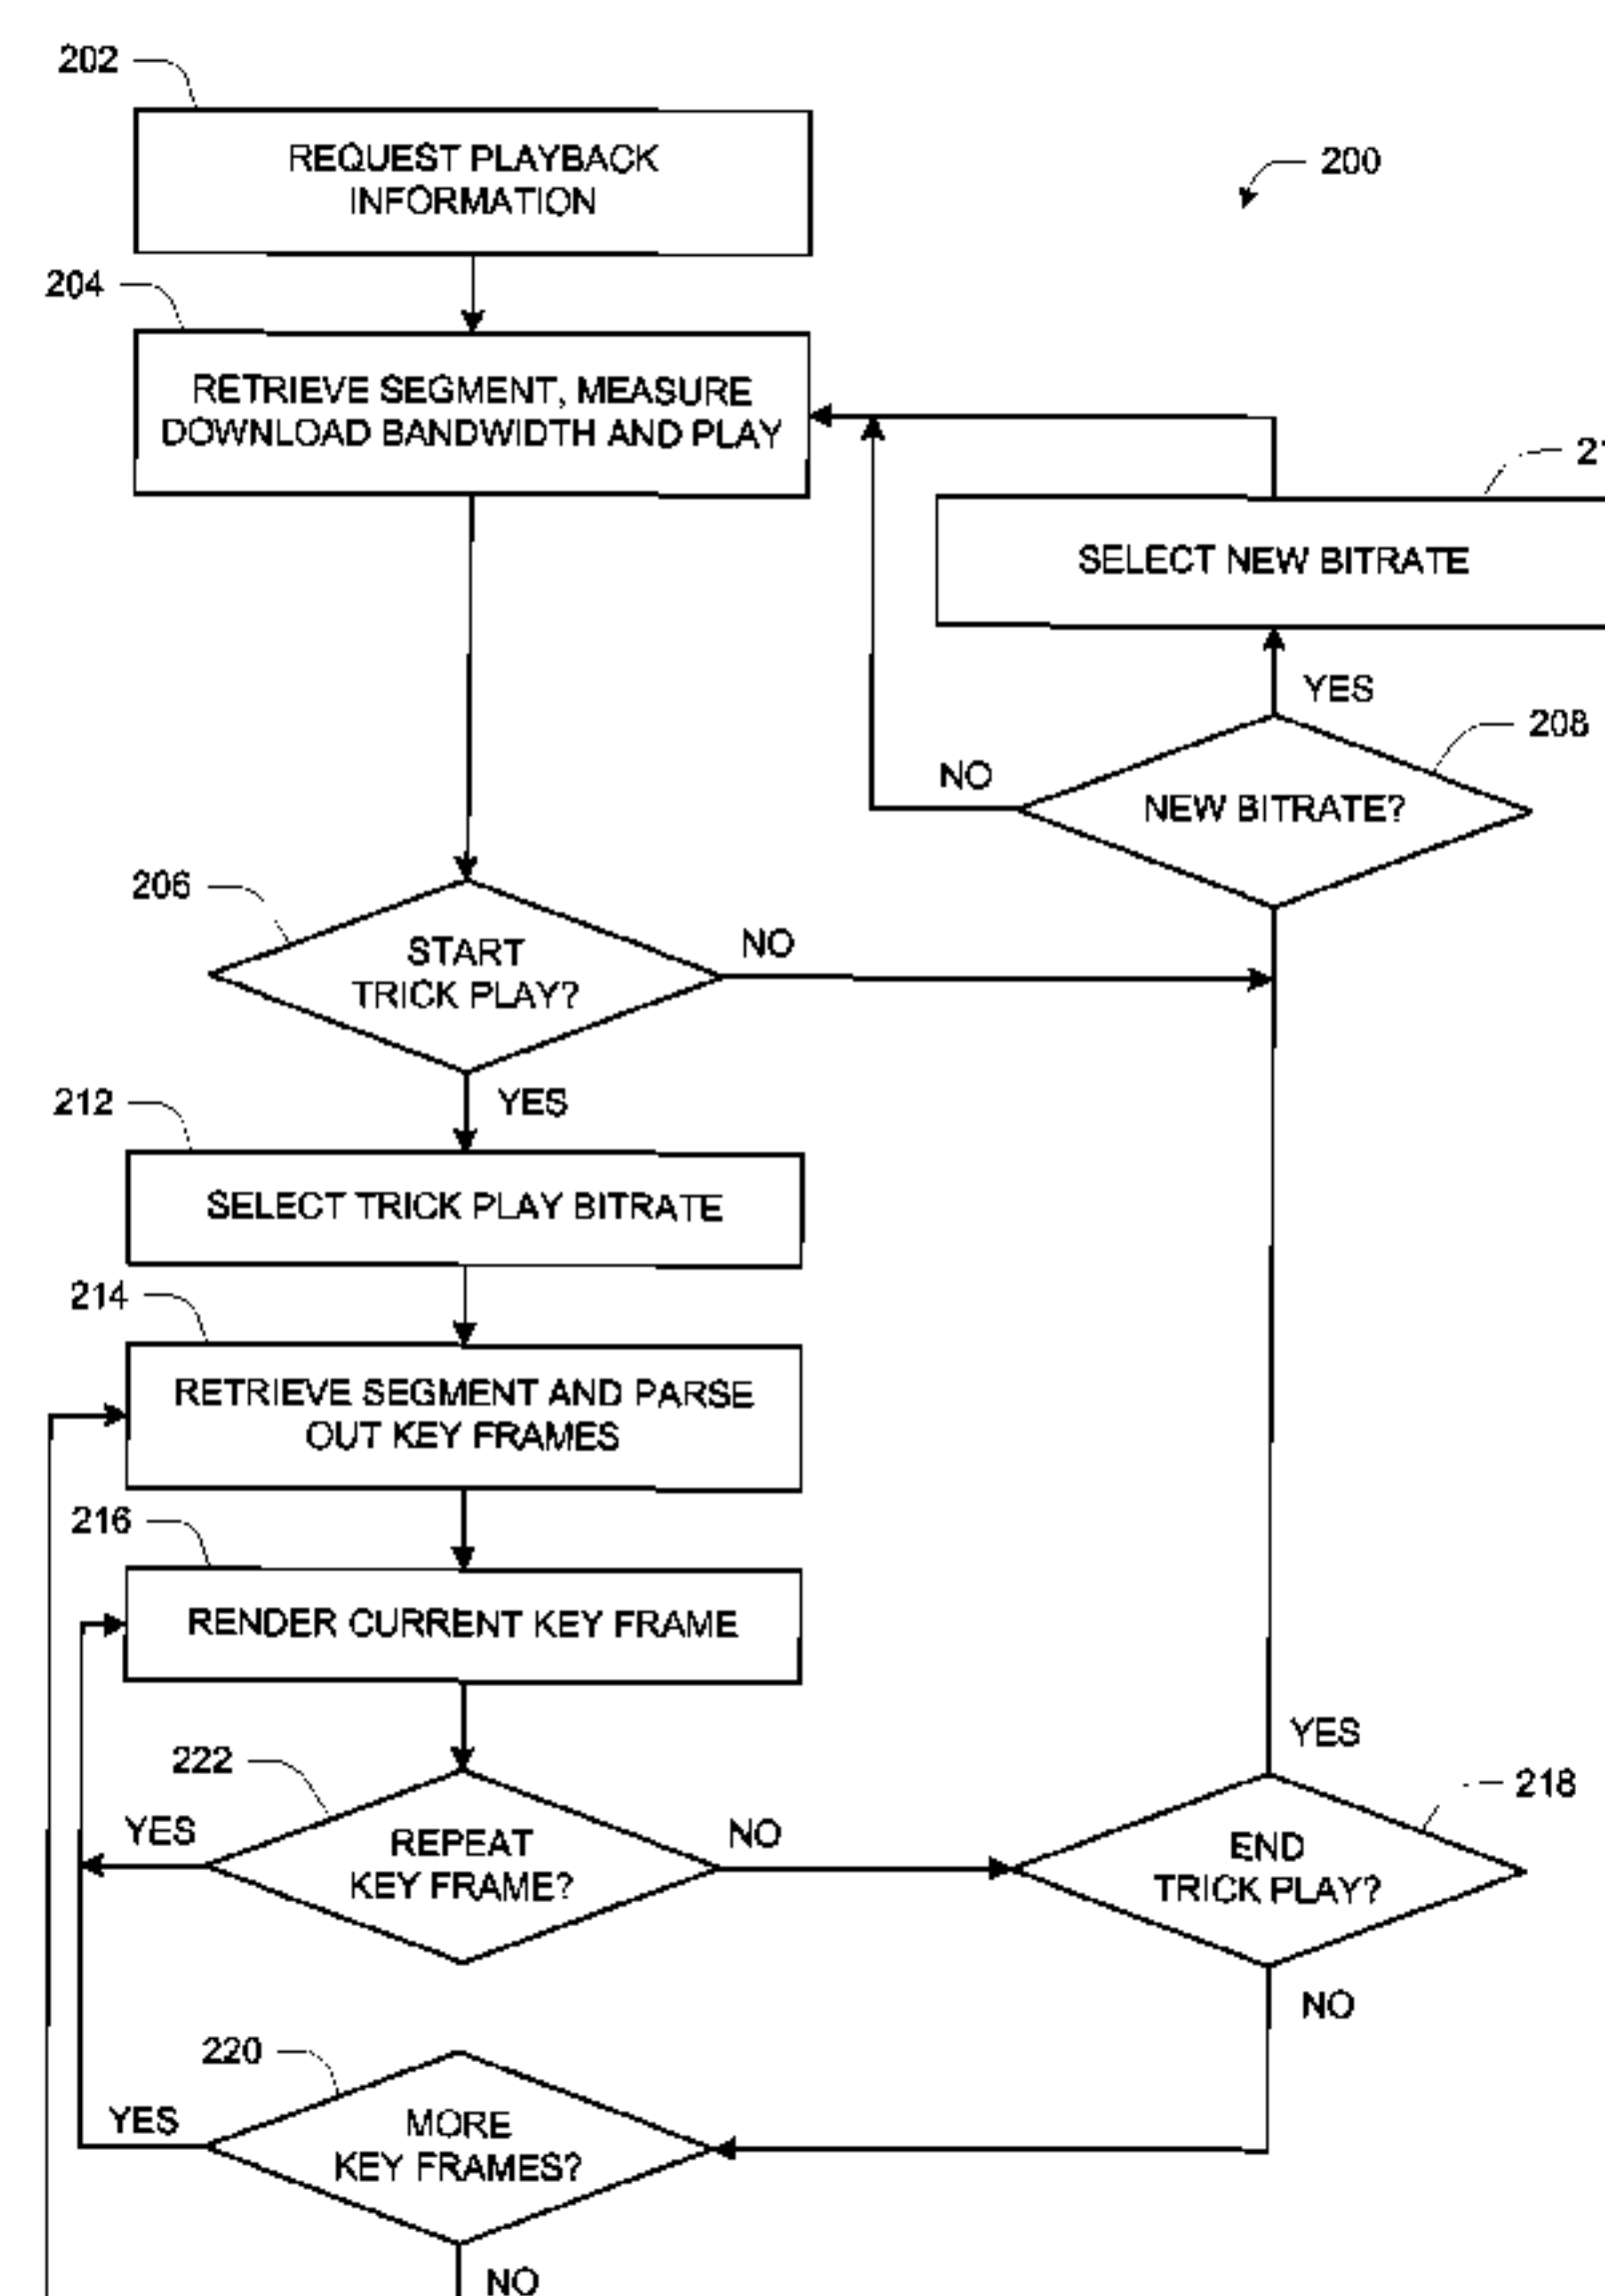 202
REQUEST PLAYBACK
INFORMATION
200
204
RETRIEVE SEGMENT, MEASURE
DOWNLOAD BANDWIDTH AND PLAY
SELECT NEW BITRATE
YES
208
NO
NEW BITRATE?
206
START
TRICK PLAY?
NO
YES
212
SELECT TRICK PLAY BITRATE
214
RETRIEVE SEGMENT AND PARSE
OUT KEY FRAMES
216
RENDER CURRENT KEY FRAME
YES
222
218
YES
REPEAT
KEY FRAME?
NO
END
TRICK PLAY?
NO
220
YES
MORE
KEY FRAMES?
NO